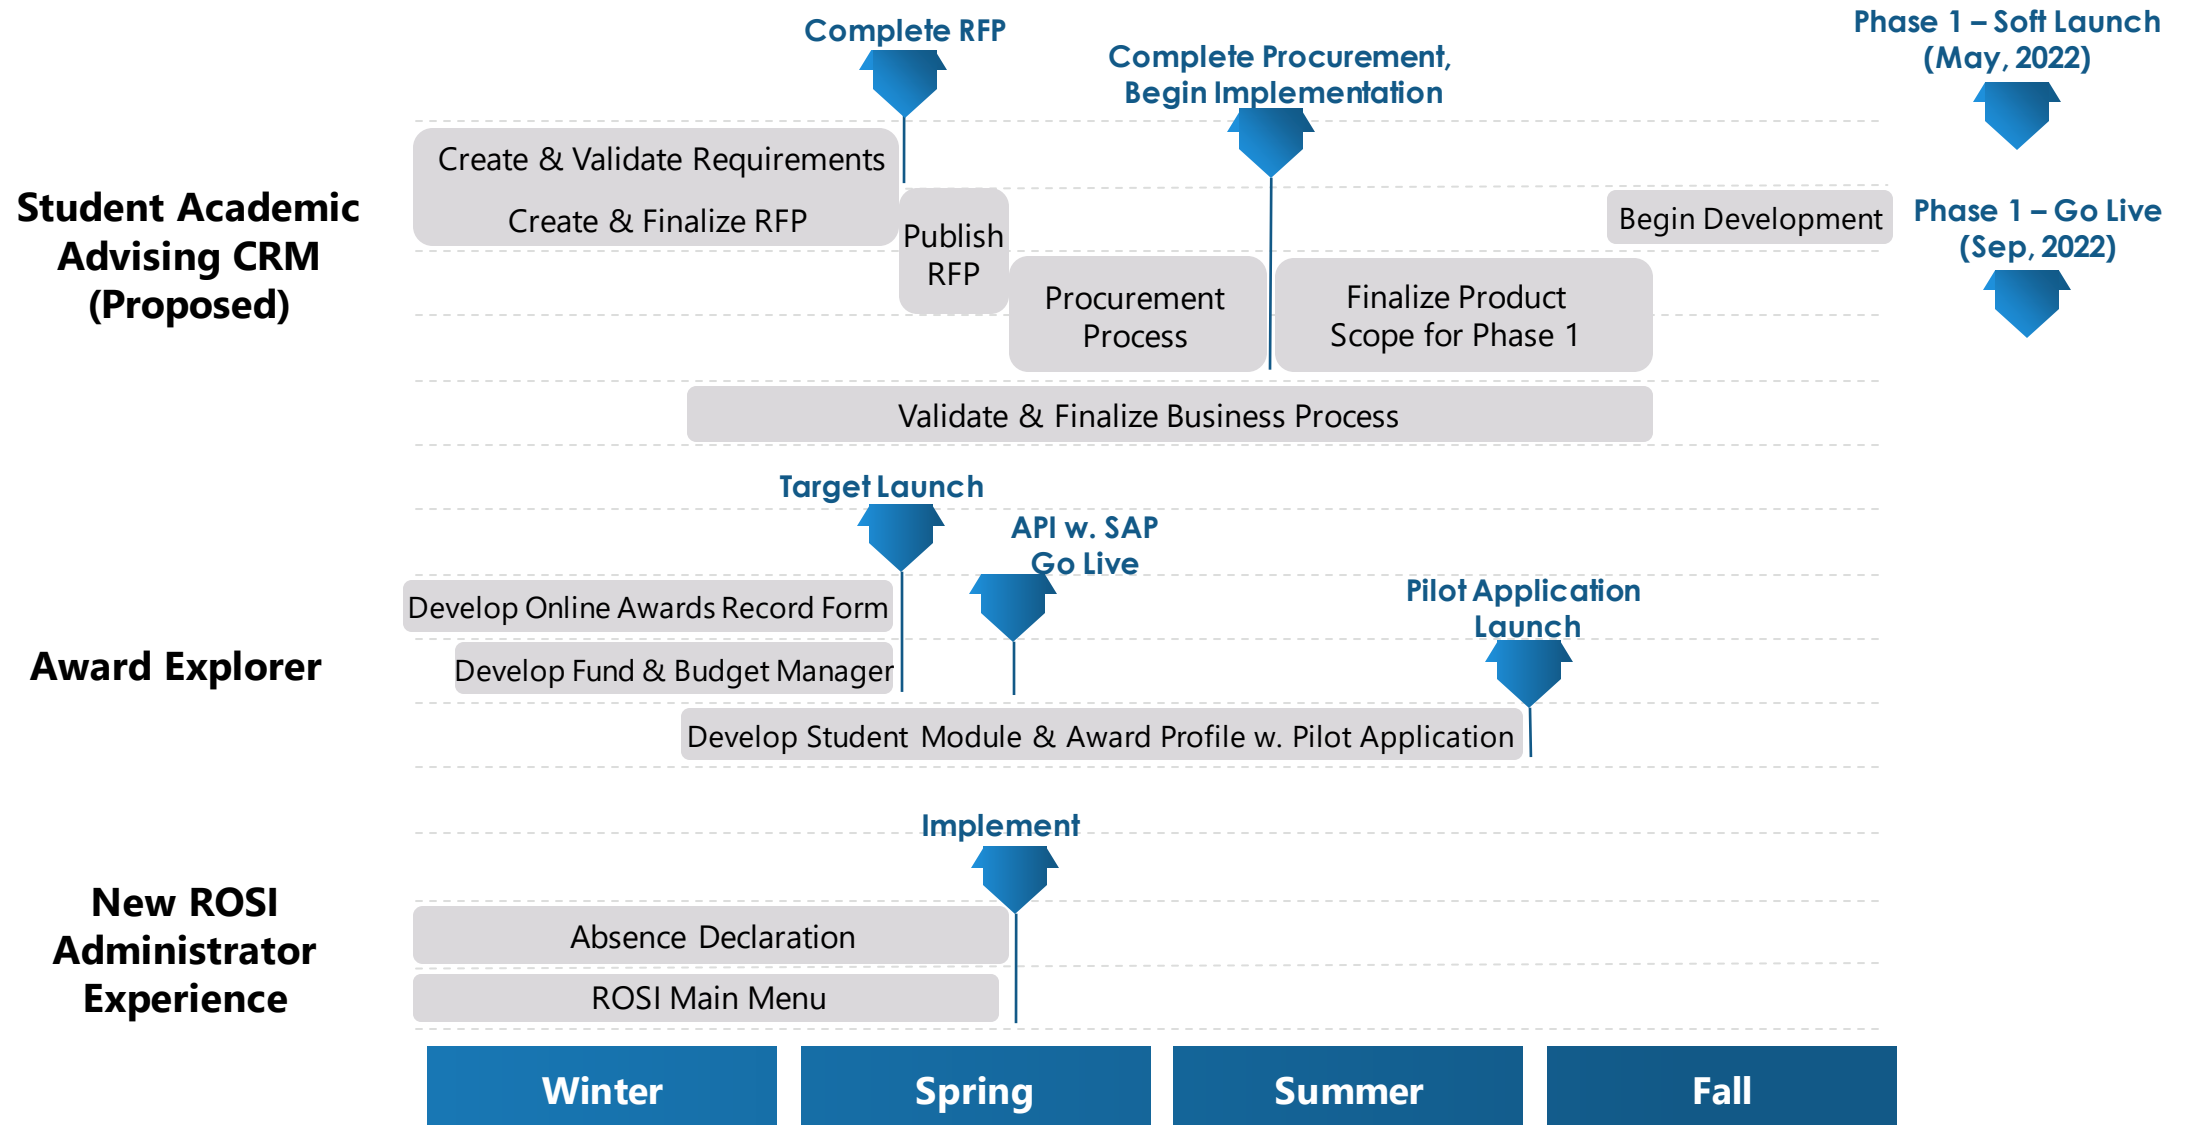 Complete RFP
Complete Procurement,
Begin Implementation
Phase 1 – Soft Launch
(May, 2022)
Student Academic
Advising CRM
(Proposed)
Create & Validate Requirements
Create & Finalize RFP
Publish
RFP
Procurement
Process
Finalize Product
Scope for Phase 1
Begin Development
Phase 1 – Go Live
(Sep, 2022)
Validate & Finalize Business Process
Award Explorer
Target Launch
API w. SAP
Go Live
Pilot Application
Launch
Develop Online Awards Record Form
Develop Fund & Budget Manager
Develop Student Module & Award Profile w. Pilot Application
New ROSI
Administrator
Experience
Implement
Absence Declaration
ROSI Main Menu
Winter
Spring
Summer
Fall